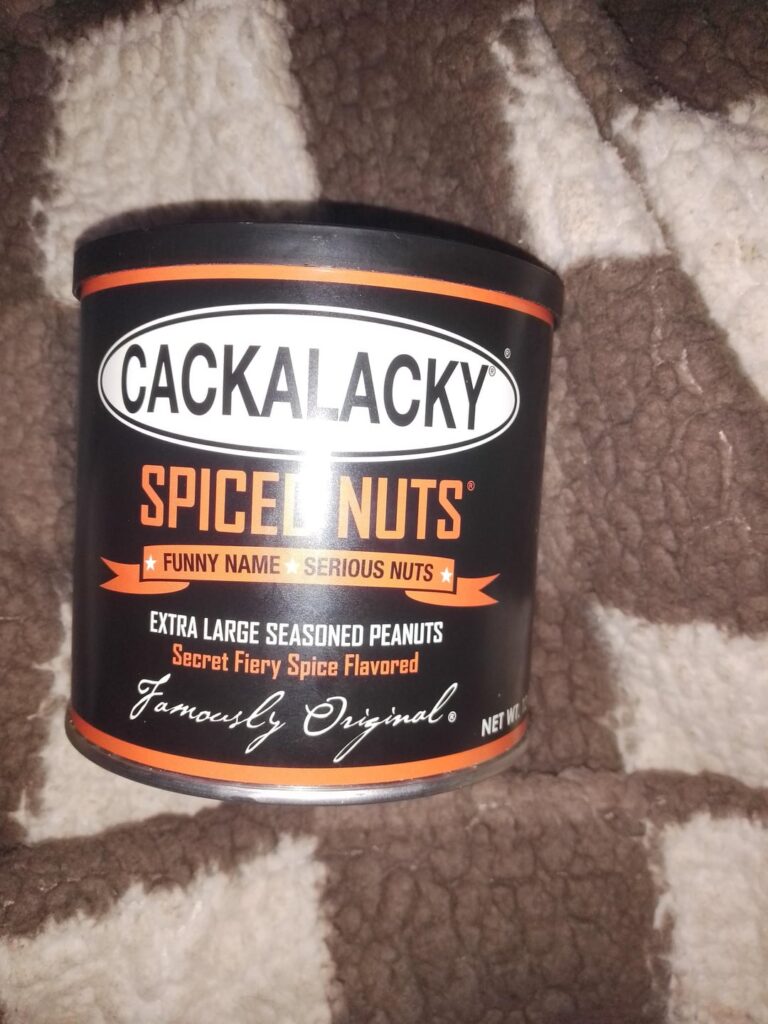 CACKALACKY®
®
SPICED NUTS®
FUNNY NAME ★ SERIOUS NUTS
EXTRA LARGE SEASONED PEANUTS
Secret Fiery Spice Flavored
Famously Original®
NET WT.